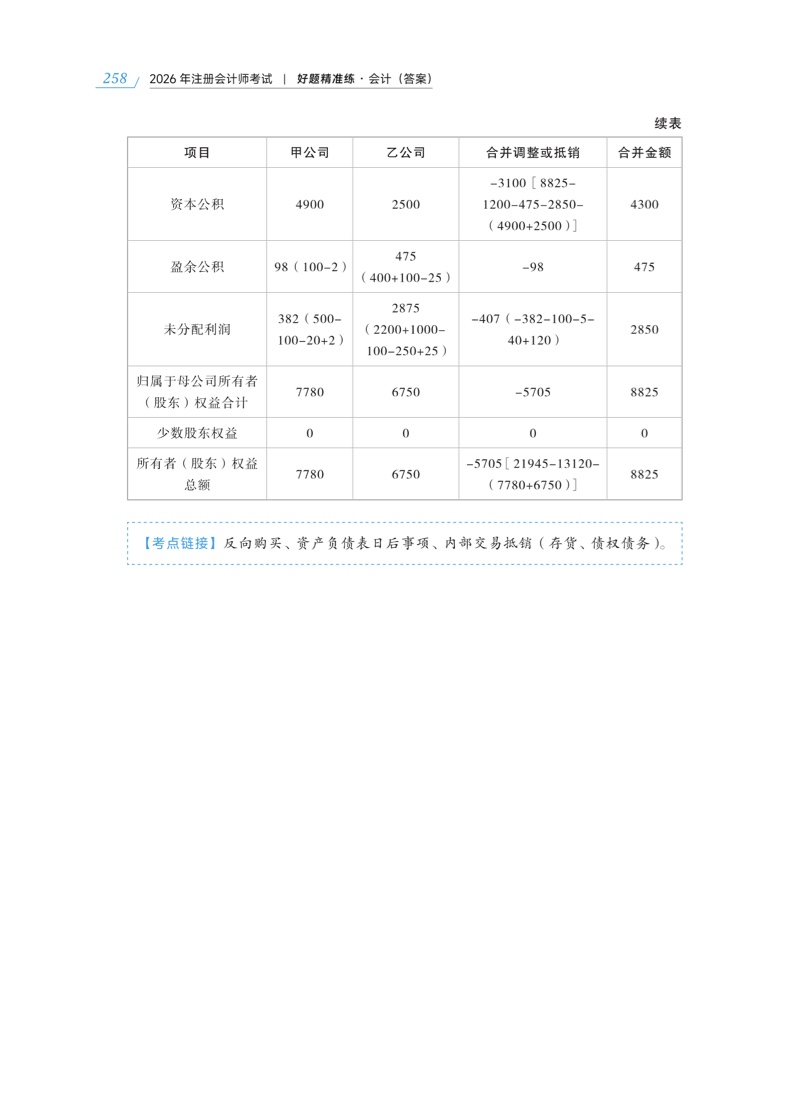 258 2026 年注册会计师考试 | 好题精准练·会计（答案）
续表
项目 甲公司 乙公司 合并调整或抵销 合并金额
资本公积 4900 2500 -3100［8825-
1200-475-2850-
（4900+2500）］ 4300
盈余公积 98（100-2） 475
（400+100-25） -98 475
未分配利润 382（500-
100-20+2） 2875
（2200+1000-
100-250+25） -407（-382-100-5-
40+120） 2850
归属于母公司所有者
（股东）权益合计 7780 6750 -5705 8825
少数股东权益 0 0 0 0
所有者（股东）权益
总额 7780 6750 -5705［21945-13120-
（7780+6750）］ 8825
【考点链接】反向购买、资产负债表日后事项、内部交易抵销（存货、债权债务）。